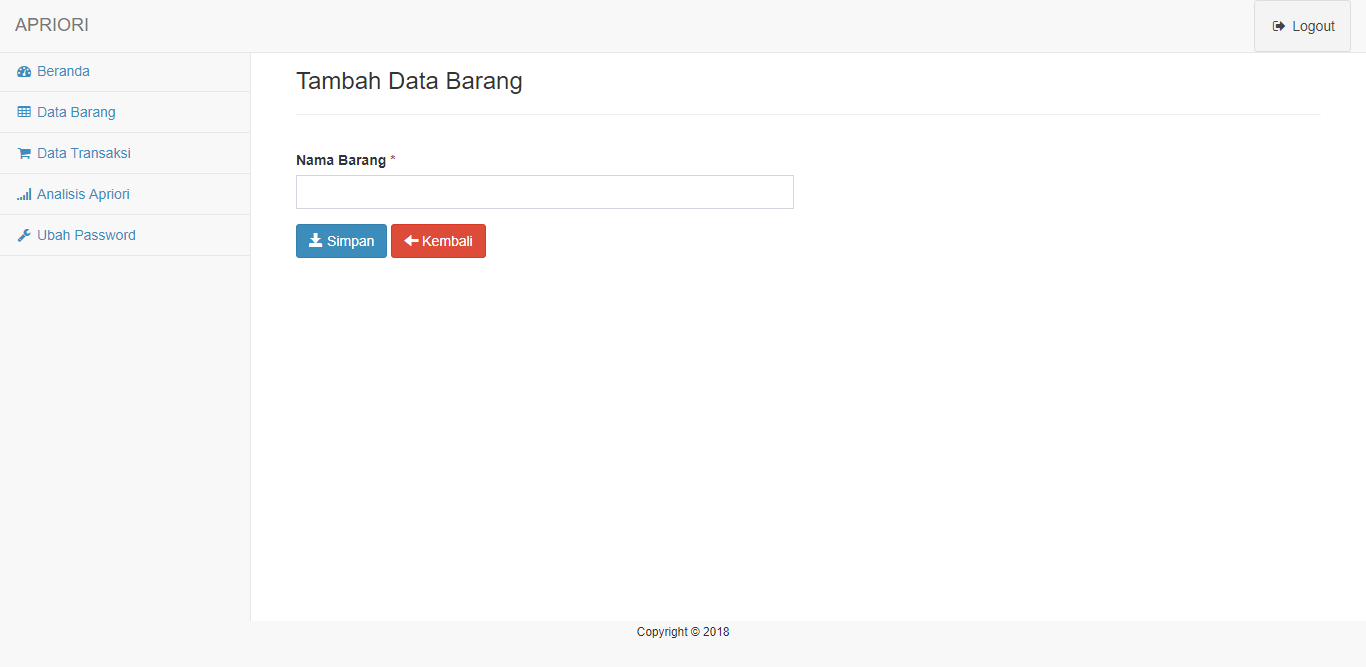 APRIORI
Logout
Beranda
Data Barang
Data Transaksi
Analisis Apriori
Ubah Password
Tambah Data Barang
Nama Barang *
Simpan
Kembali
Copyright © 2018